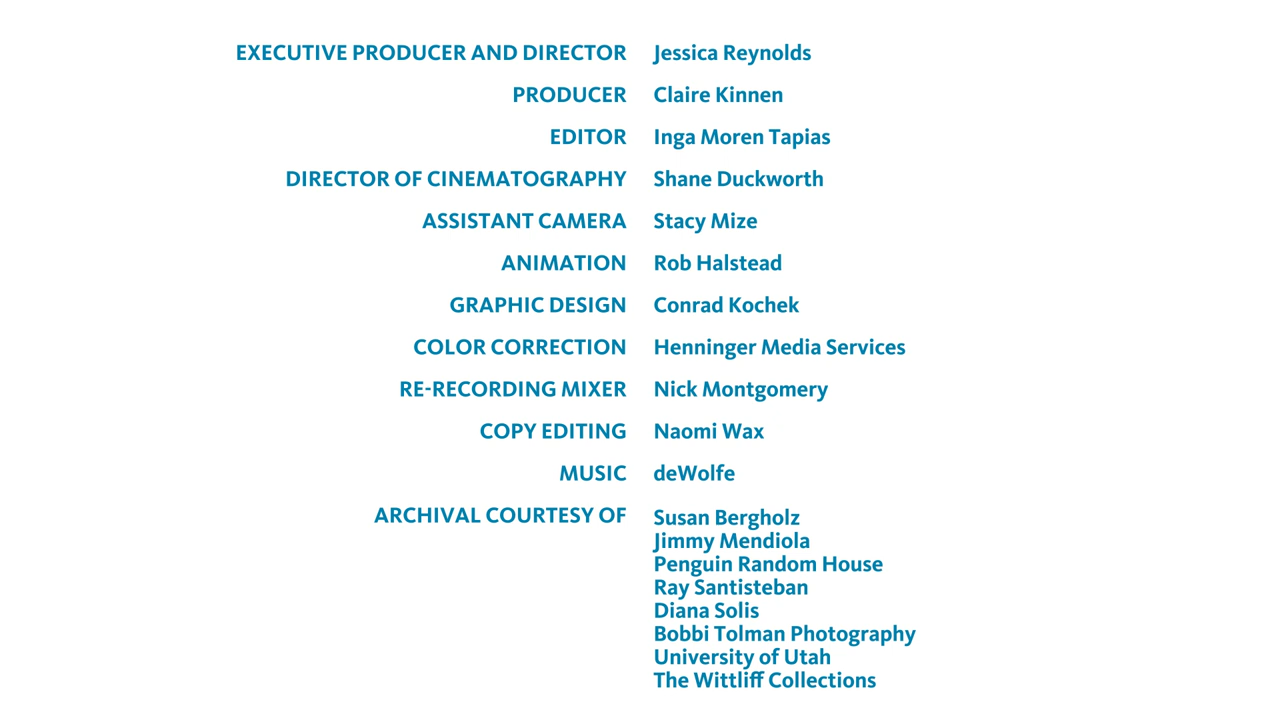 EXECUTIVE PRODUCER AND DIRECTOR Jessica Reynolds
PRODUCER Claire Kinnen
EDITOR Inga Moren Tapias
DIRECTOR OF CINEMATOGRAPHY Shane Duckworth
ASSISTANT CAMERA Stacy Mize
ANIMATION Rob Halstead
GRAPHIC DESIGN Conrad Kochek
COLOR CORRECTION Henninger Media Services
RE-RECORDING MIXER Nick Montgomery
COPY EDITING Naomi Wax
MUSIC deWolfe
ARCHIVAL COURTESY OF Susan Bergholz
Jimmy Mendiola
Penguin Random House
Ray Santisteban
Diana Solis
Bobbi Tolman Photography
University of Utah
The Wittliff Collections